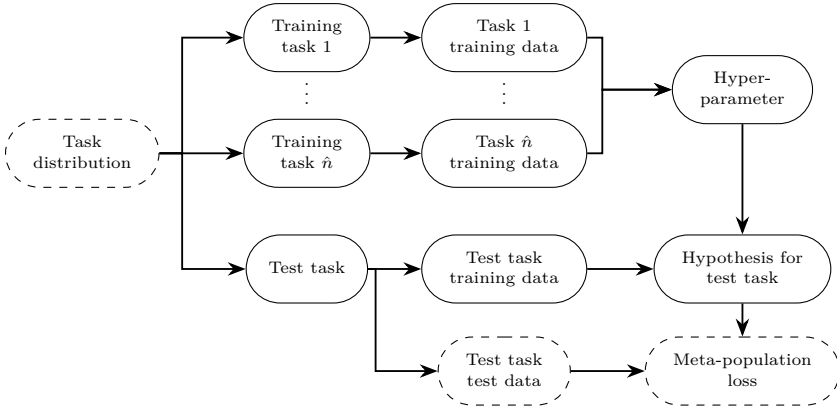 Training
task 1
Task 1
training data
Hyper-
parameter
⋮
⋮
Task
distribution
Training
task n̂
Task n̂
training data
Test task
Test task
training data
Hypothesis for
test task
Test task
test data
Meta-population
loss